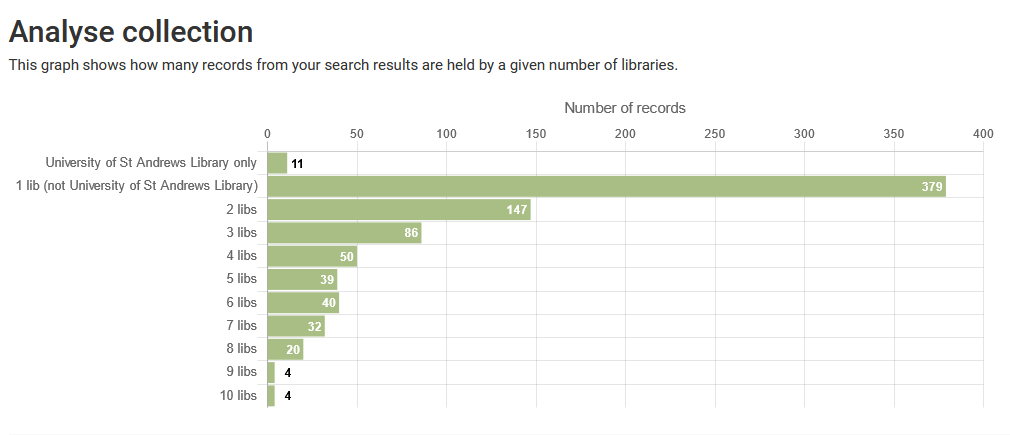 Analyse collection
This graph shows how many records from your search results are held by a given number of libraries.
Number of records
0 50 100 150 200 250 300 350 400
University of St Andrews Library only 11
1 lib (not University of St Andrews Library) 379
2 libs 147
3 libs 86
4 libs 50
5 libs 39
6 libs 40
7 libs 32
8 libs 20
9 libs 4
10 libs 4